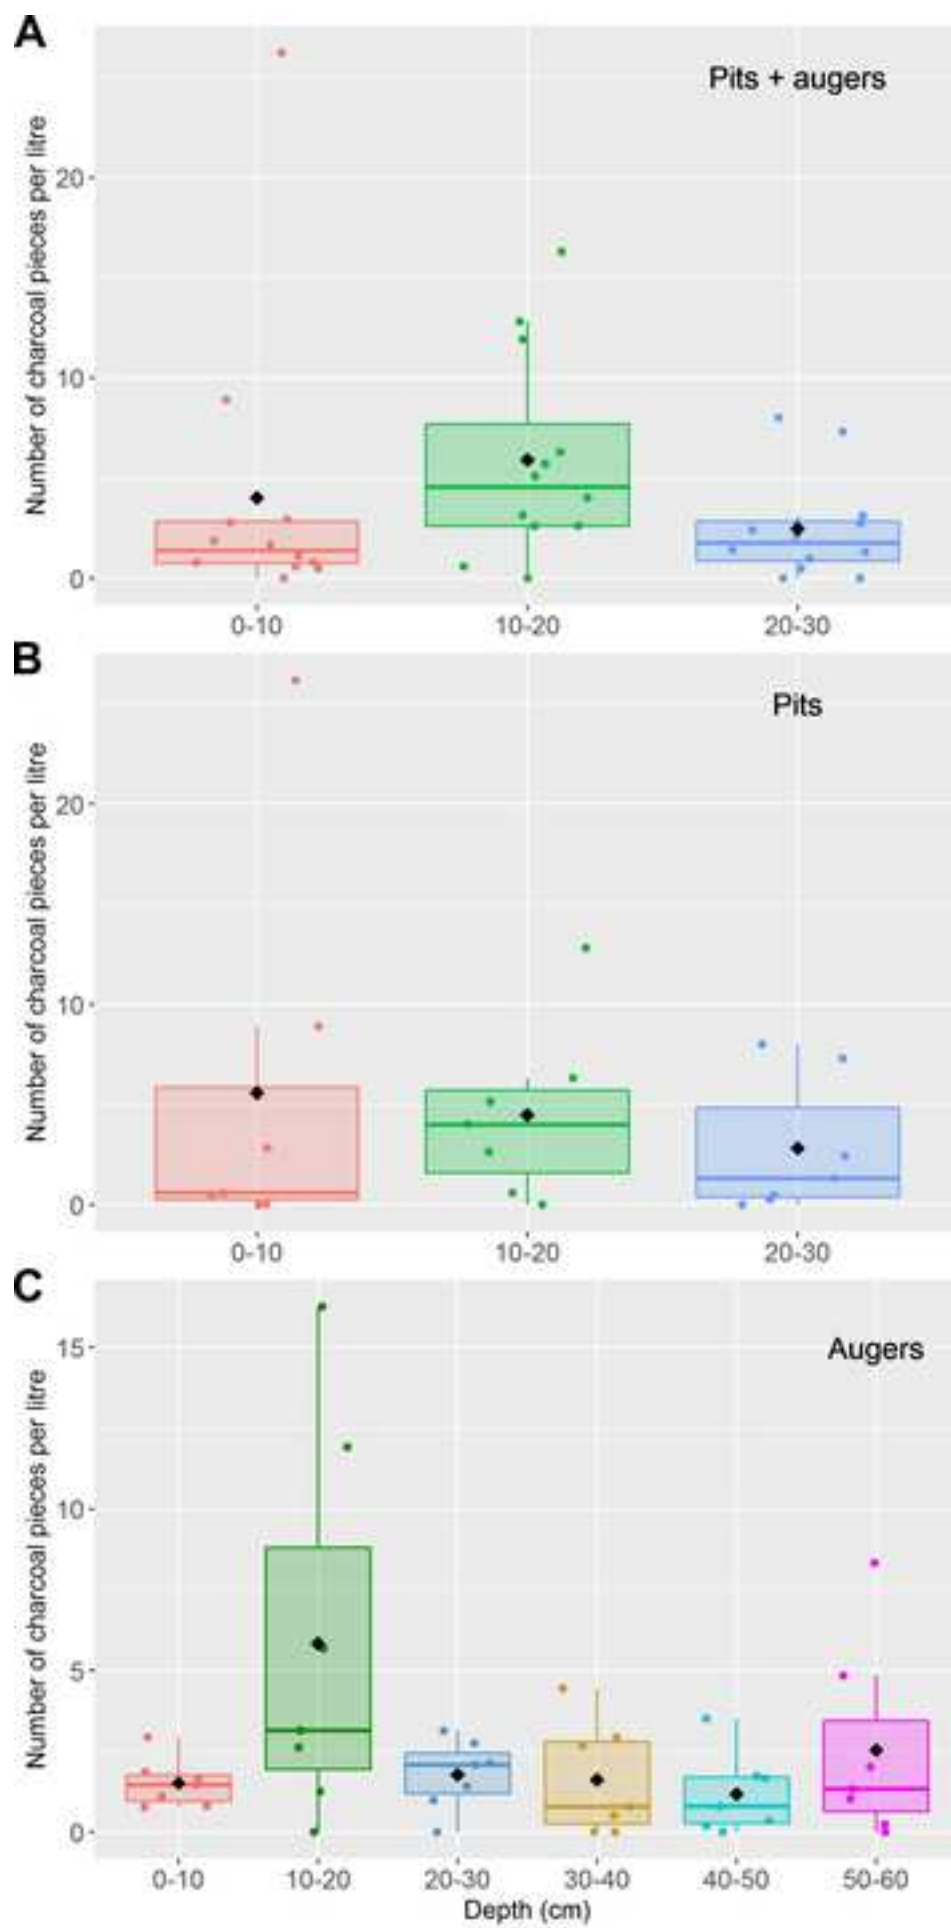 A
Pits + augers
Number of charcoal pieces per litre
20
10
0
0-10
10-20
20-30
B
Pits
Number of charcoal pieces per litre
20
10
0
0-10
10-20
20-30
C
Augers
Number of charcoal pieces per litre
15
10
5
0
0-10
10-20
20-30
30-40
40-50
50-60
Depth (cm)